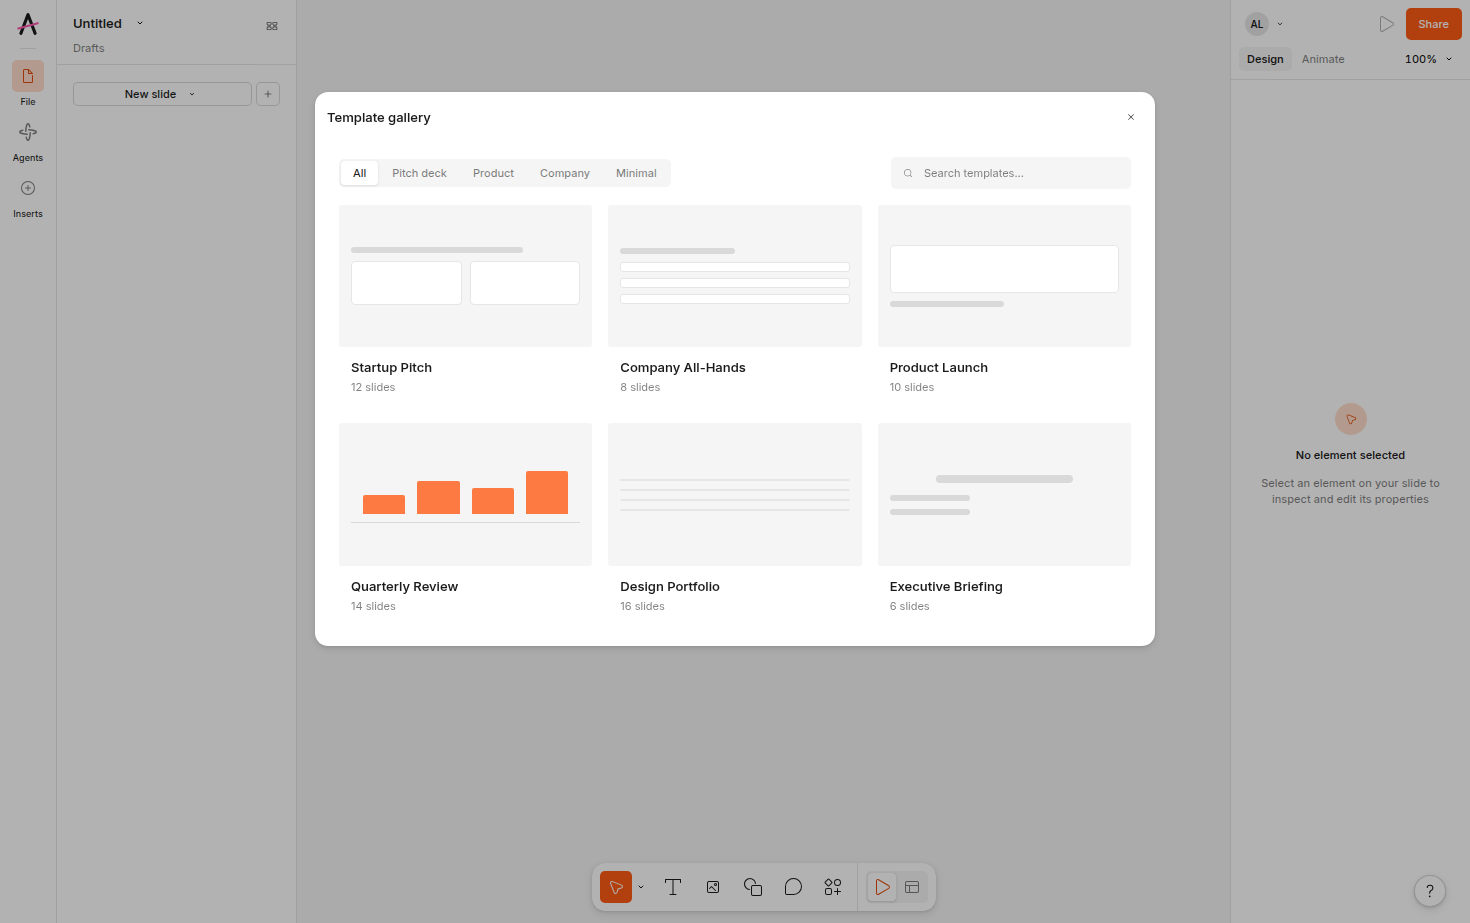 Untitled
Drafts
New slide
File
Agents
Inserts
AL
Share
Design
Animate
100%
Template gallery
All
Pitch deck
Product
Company
Minimal
Search templates...
Startup Pitch
12 slides
Company All-Hands
8 slides
Product Launch
10 slides
Quarterly Review
14 slides
Design Portfolio
16 slides
Executive Briefing
6 slides
No element selected
Select an element on your slide to
inspect and edit its properties
?